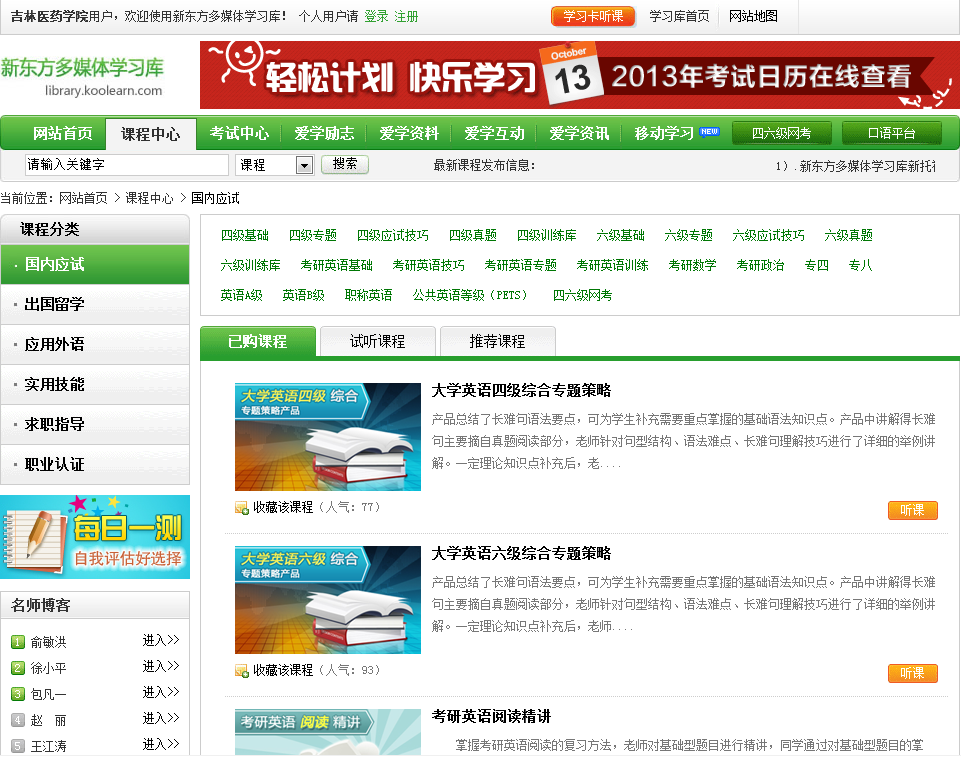 吉林医药学院用户，欢迎使用新东方多媒体学习库！ 个人用户请 登录 注册
学习卡听课 学习库首页 网站地图
新东方多媒体学习库
library.koolearn.com
轻松计划 快乐学习 October 13 2013年考试日历在线查看
网站首页 课程中心 考试中心 爱学励志 爱学资料 爱学互动 爱学资讯 移动学习 NEW 四六级网考 口语平台
请输入关键字 课程 搜索 最新课程发布信息： 1）.新东方多媒体学习库新托福
当前位置：网站首页 > 课程中心 > 国内应试
课程分类
· 国内应试
· 出国留学
· 应用外语
· 实用技能
· 求职指导
· 职业认证
每日一测
自我评估好选择
名师博客
1 俞敏洪 进入>>
2 徐小平 进入>>
3 包凡一 进入>>
4 赵 丽 进入>>
5 王江涛 进入>>
四级基础 四级专题 四级应试技巧 四级真题 四级训练库 六级基础 六级专题 六级应试技巧 六级真题
六级训练库 考研英语基础 考研英语技巧 考研英语专题 考研英语训练 考研数学 考研政治 专四 专八
英语A级 英语B级 职称英语 公共英语等级（PETS） 四六级网考
已购课程 试听课程 推荐课程
大学英语四级 综合
专题策略产品
大学英语四级综合专题策略
产品总结了长难句语法要点，可为学生补充需要重点掌握的基础语法知识点。产品中讲解得长难
句主要摘自真题阅读部分，老师针对句型结构、语法难点、长难句理解技巧进行了详细的举例讲
解。一定理论知识点补充后，老....
收藏该课程（人气：77） 听课
大学英语六级 综合
专题策略产品
大学英语六级综合专题策略
产品总结了长难句语法要点，可为学生补充需要重点掌握的基础语法知识点。产品中讲解得长难
句主要摘自真题阅读部分，老师针对句型结构、语法难点、长难句理解技巧进行了详细的举例讲
解。一定理论知识点补充后，老师....
收藏该课程（人气：93） 听课
考研英语 阅读 精讲
考研英语阅读精讲
掌握考研英语阅读的复习方法，老师对基础型题目进行精讲，同学通过对基础型题目的掌